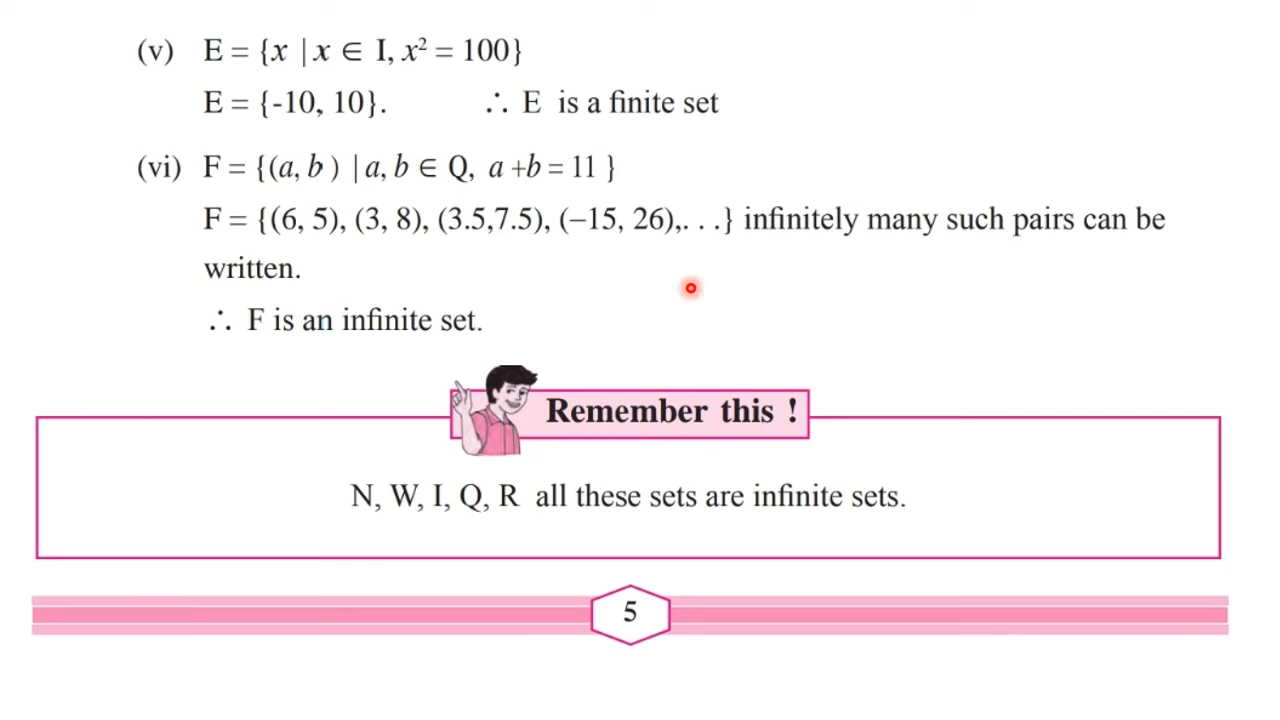 (v) E = {x | x ∈ I, x² = 100}
E = {-10, 10}. ∴ E is a finite set
(vi) F = {(a, b ) | a, b ∈ Q, a +b = 11 }
F = {(6, 5), (3, 8), (3.5,7.5), (−15, 26),. . .} infinitely many such pairs can be
written.
∴ F is an infinite set.
Remember this !
N, W, I, Q, R all these sets are infinite sets.
5